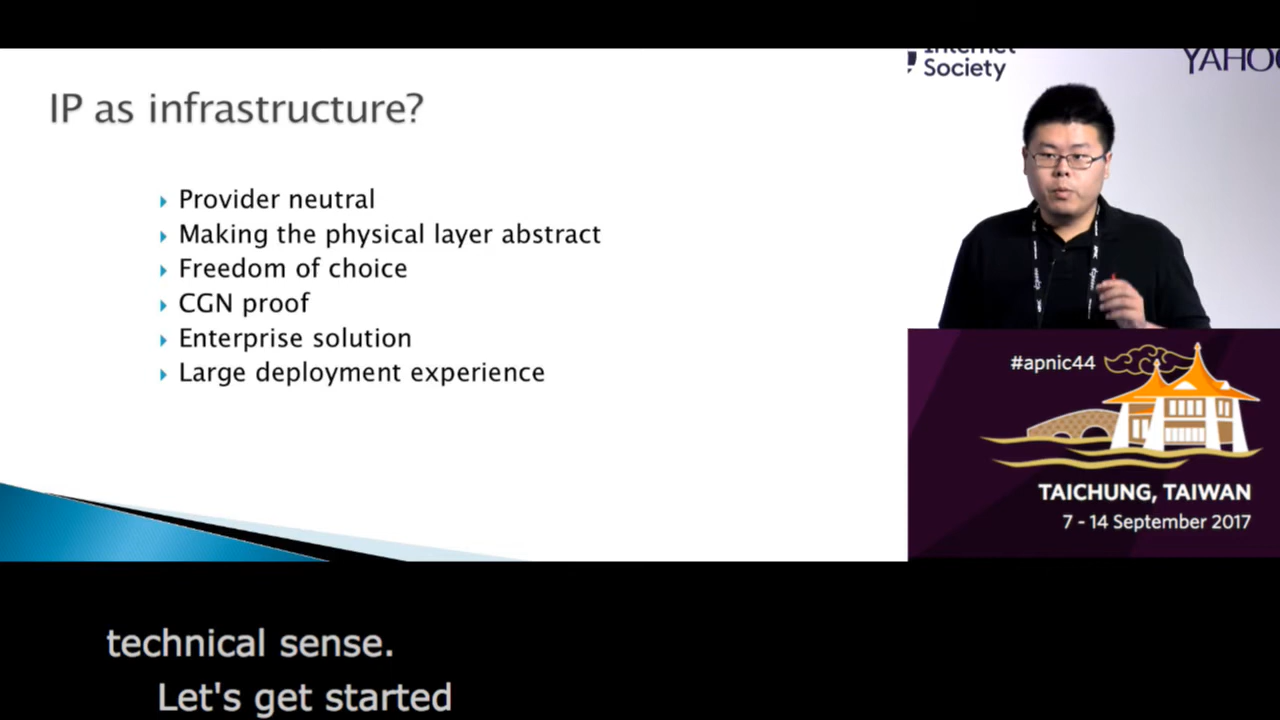 IP as infrastructure?
Provider neutral
Making the physical layer abstract
Freedom of choice
CGN proof
Enterprise solution
Large deployment experience
Internet
Society
#apnic44
TAICHUNG, TAIWAN
7 - 14 September 2017
technical sense.
Let's get started